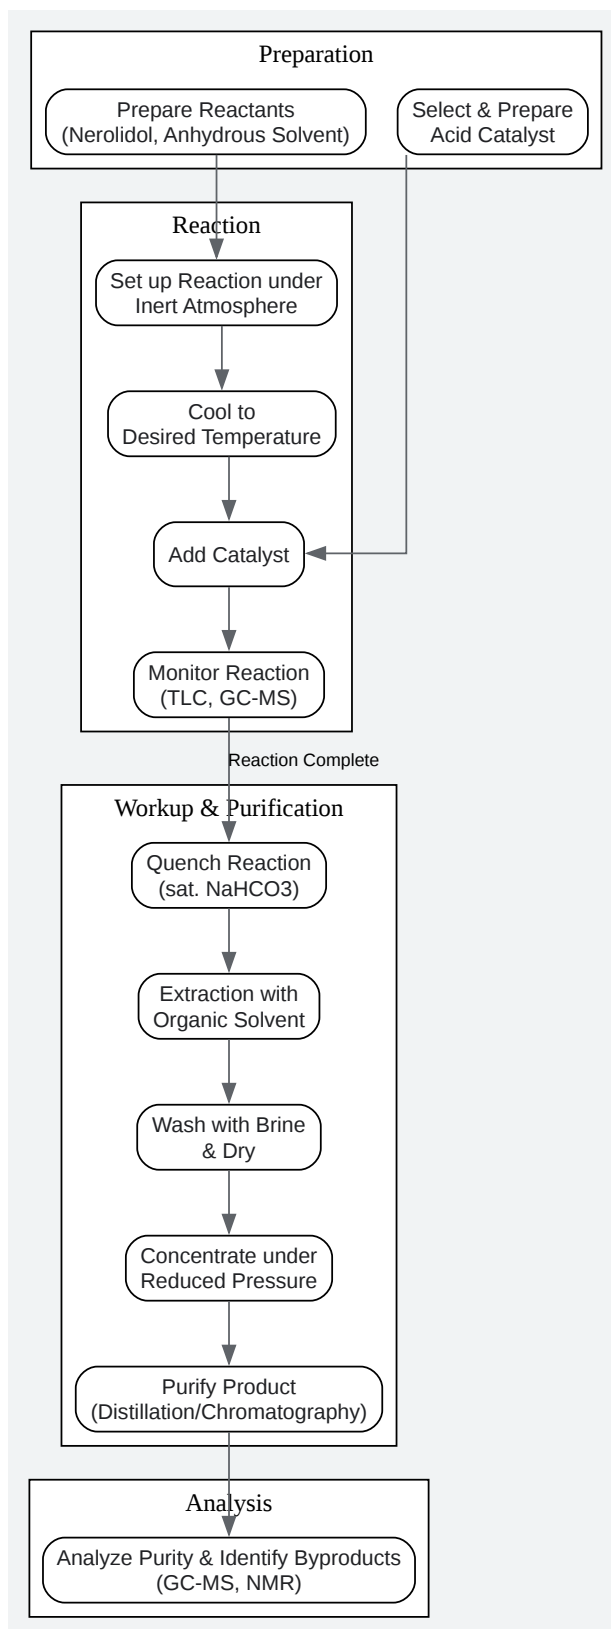 Preparation
Prepare Reactants
(Nerolidol, Anhydrous Solvent)
Select & Prepare
Acid Catalyst
Reaction
Set up Reaction under
Inert Atmosphere
Cool to
Desired Temperature
Add Catalyst
Monitor Reaction
(TLC, GC-MS)
Reaction Complete
Workup & Purification
Quench Reaction
(sat. NaHCO3)
Extraction with
Organic Solvent
Wash with Brine
& Dry
Concentrate under
Reduced Pressure
Purify Product
(Distillation/Chromatography)
Analysis
Analyze Purity & Identify Byproducts
(GC-MS, NMR)